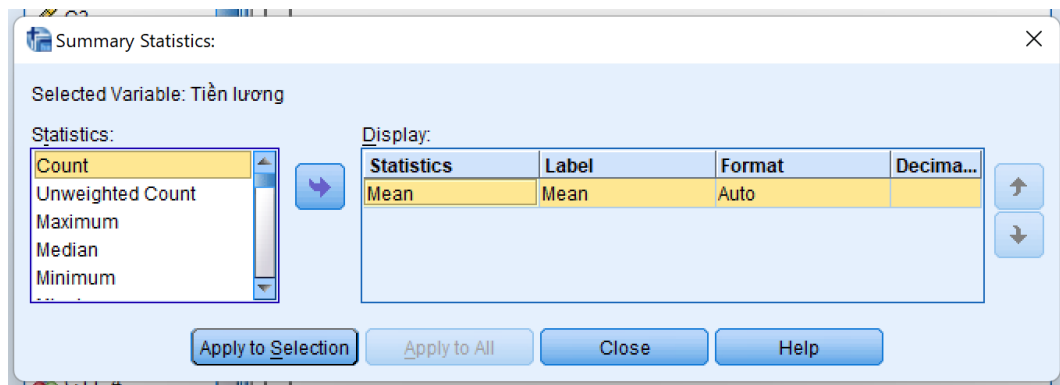 Summary Statistics:
Selected Variable: Tiền lương
Statistics:
Count
Unweighted Count
Maximum
Median
Minimum
Display:
Statistics Label Format Decima...
Mean Mean Auto
Apply to Selection Apply to All Close Help